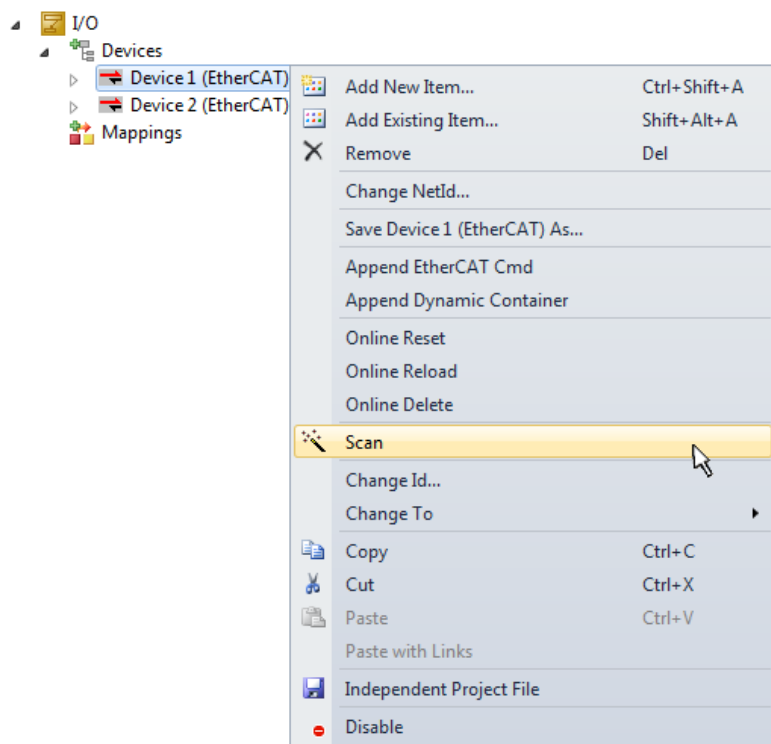 I/O
Devices
Device 1 (EtherCAT)
Device 2 (EtherCAT)
Mappings
Add New Item... Ctrl+Shift+A
Add Existing Item... Shift+Alt+A
Remove Del
Change NetId...
Save Device 1 (EtherCAT) As...
Append EtherCAT Cmd
Append Dynamic Container
Online Reset
Online Reload
Online Delete
Scan
Change Id...
Change To
Copy Ctrl+C
Cut Ctrl+X
Paste Ctrl+V
Paste with Links
Independent Project File
Disable